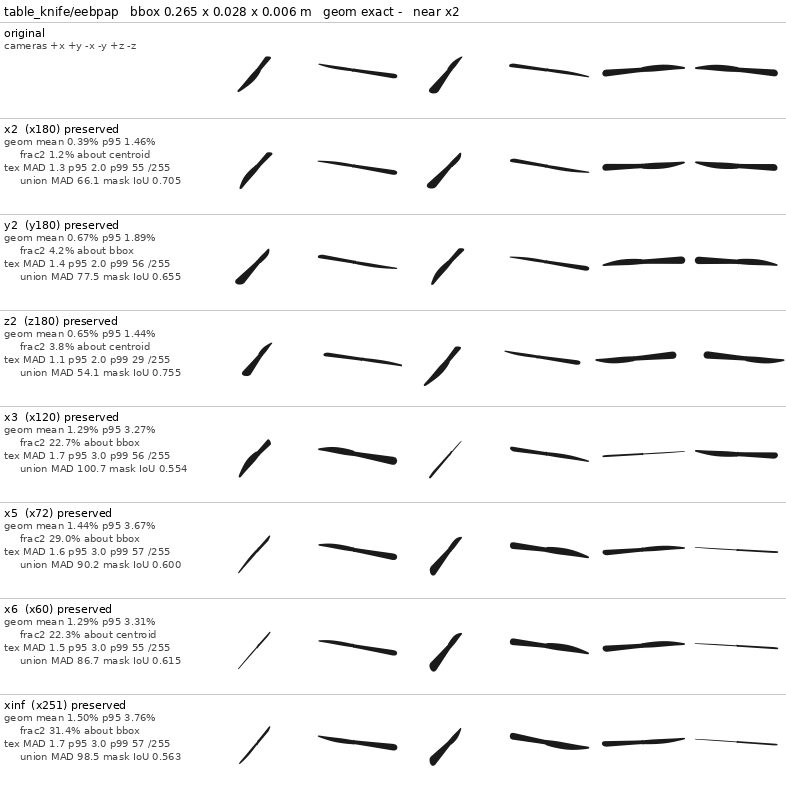 table_knife/eebpap   bbox 0.265 x 0.028 x 0.006 m   geom exact -   near x2
original
cameras +x +y -x -y +z -z
x2  (x180) preserved
geom mean 0.39% p95 1.46%
frac2 1.2% about centroid
tex MAD 1.3 p95 2.0 p99 55 /255
union MAD 66.1 mask IoU 0.705
y2  (y180) preserved
geom mean 0.67% p95 1.89%
frac2 4.2% about bbox
tex MAD 1.4 p95 2.0 p99 56 /255
union MAD 77.5 mask IoU 0.655
z2  (z180) preserved
geom mean 0.65% p95 1.44%
frac2 3.8% about centroid
tex MAD 1.1 p95 2.0 p99 29 /255
union MAD 54.1 mask IoU 0.755
x3  (x120) preserved
geom mean 1.29% p95 3.27%
frac2 22.7% about bbox
tex MAD 1.7 p95 3.0 p99 56 /255
union MAD 100.7 mask IoU 0.554
x5  (x72) preserved
geom mean 1.44% p95 3.67%
frac2 29.0% about bbox
tex MAD 1.6 p95 3.0 p99 57 /255
union MAD 90.2 mask IoU 0.600
x6  (x60) preserved
geom mean 1.29% p95 3.31%
frac2 22.3% about centroid
tex MAD 1.5 p95 3.0 p99 55 /255
union MAD 86.7 mask IoU 0.615
xinf  (x251) preserved
geom mean 1.50% p95 3.76%
frac2 31.4% about bbox
tex MAD 1.7 p95 3.0 p99 57 /255
union MAD 98.5 mask IoU 0.563